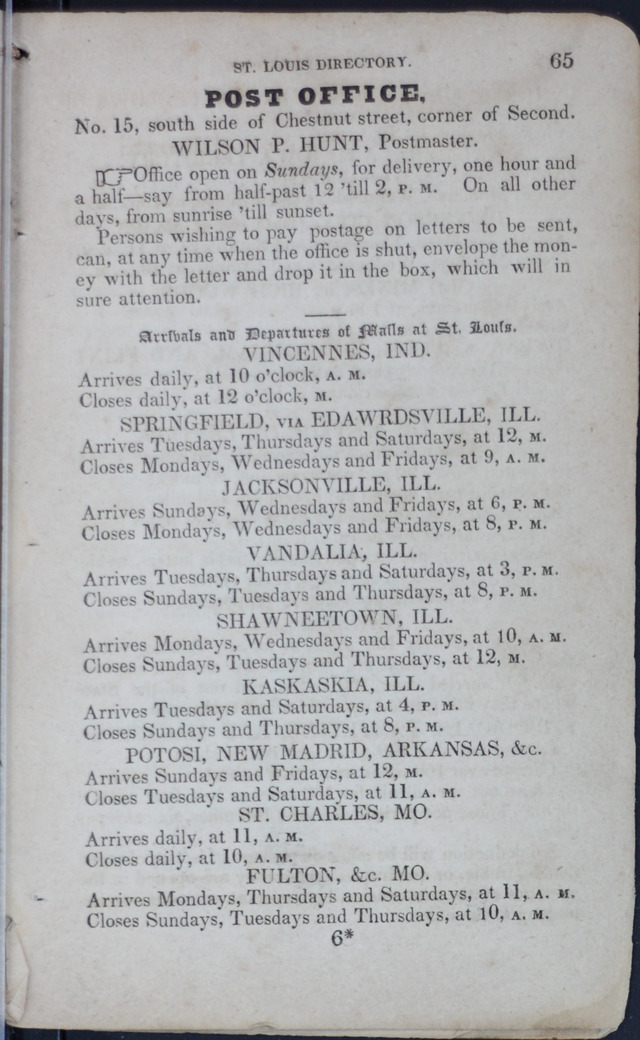 ST. LOUIS DIRECTORY. 65
POST OFFICE,
No. 15, south side of Chestnut street, corner of Second.
WILSON P. HUNT, Postmaster.
☞Office open on Sundays, for delivery, one hour and
a half—say from half-past 12 'till 2, P. M. On all other
days, from sunrise 'till sunset.
Persons wishing to pay postage on letters to be sent,
can, at any time when the office is shut, envelope the mon-
ey with the letter and drop it in the box, which will in
sure attention.
Arrivals and Departures of Mails at St. Louis.
VINCENNES, IND.
Arrives daily, at 10 o'clock, A. M.
Closes daily, at 12 o'clock, M.
SPRINGFIELD, VIA EDAWRDSVILLE, ILL.
Arrives Tuesdays, Thursdays and Saturdays, at 12, M.
Closes Mondays, Wednesdays and Fridays, at 9, A. M.
JACKSONVILLE, ILL.
Arrives Sundays, Wednesdays and Fridays, at 6, P. M.
Closes Mondays, Wednesdays and Fridays, at 8, P. M.
VANDALIA, ILL.
Arrives Tuesdays, Thursdays and Saturdays, at 3, P. M.
Closes Sundays, Tuesdays and Thursdays, at 8, P. M.
SHAWNEETOWN, ILL.
Arrives Mondays, Wednesdays and Fridays, at 10, A. M.
Closes Sundays, Tuesdays and Thursdays, at 12, M.
KASKASKIA, ILL.
Arrives Tuesdays and Saturdays, at 4, P. M.
Closes Sundays and Thursdays, at 8, P. M.
POTOSI, NEW MADRID, ARKANSAS, &c.
Arrives Sundays and Fridays, at 12, M.
Closes Tuesdays and Saturdays, at 11, A. M.
ST. CHARLES, MO.
Arrives daily, at 11, A. M.
Closes daily, at 10, A. M.
FULTON, &c. MO.
Arrives Mondays, Thursdays and Saturdays, at 11, A. M.
Closes Sundays, Tuesdays and Thursdays, at 10, A. M.
6*